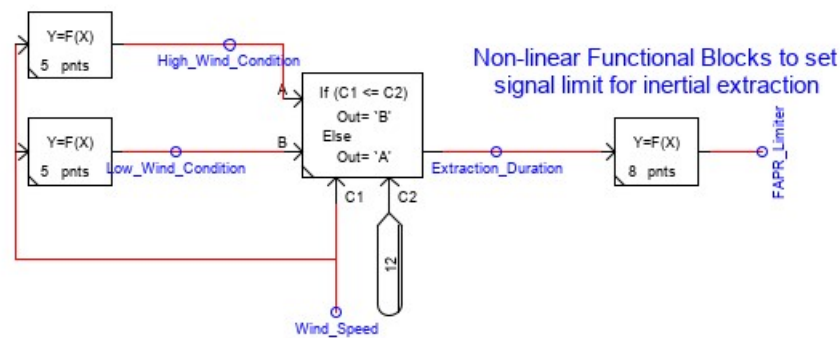 Y=F(X)
5 pnts
High_Wind_Condition
Y=F(X)
5 pnts
Low_Wind_Condition
A
B
If (C1 <= C2)
Out= 'B'
Else
Out= 'A'
C1
C2
12
Wind_Speed
Extraction_Duration
Non-linear Functional Blocks to set
signal limit for inertial extraction
Y=F(X)
8 pnts
FAPR_Limiter